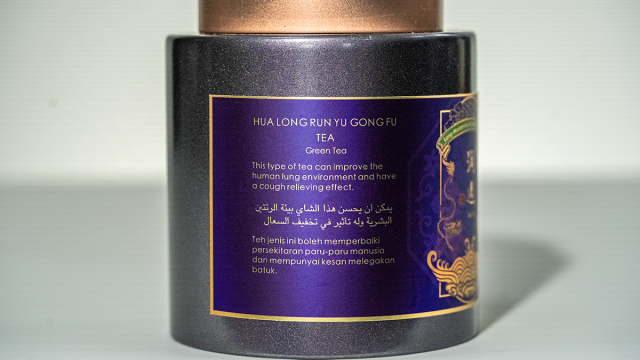 HUA LONG RUN YU GONG FU
TEA
Green Tea
This type of tea can improve the
human lung environment and have
a cough relieving effect.
يمكن أن يحسن هذا الشاي بيئة الرئتين
البشرية وله تأثير في تخفيف السعال
Teh jenis ini boleh memperbaiki
persekitaran paru-paru manusia
dan mempunyai kesan melegakan
batuk.